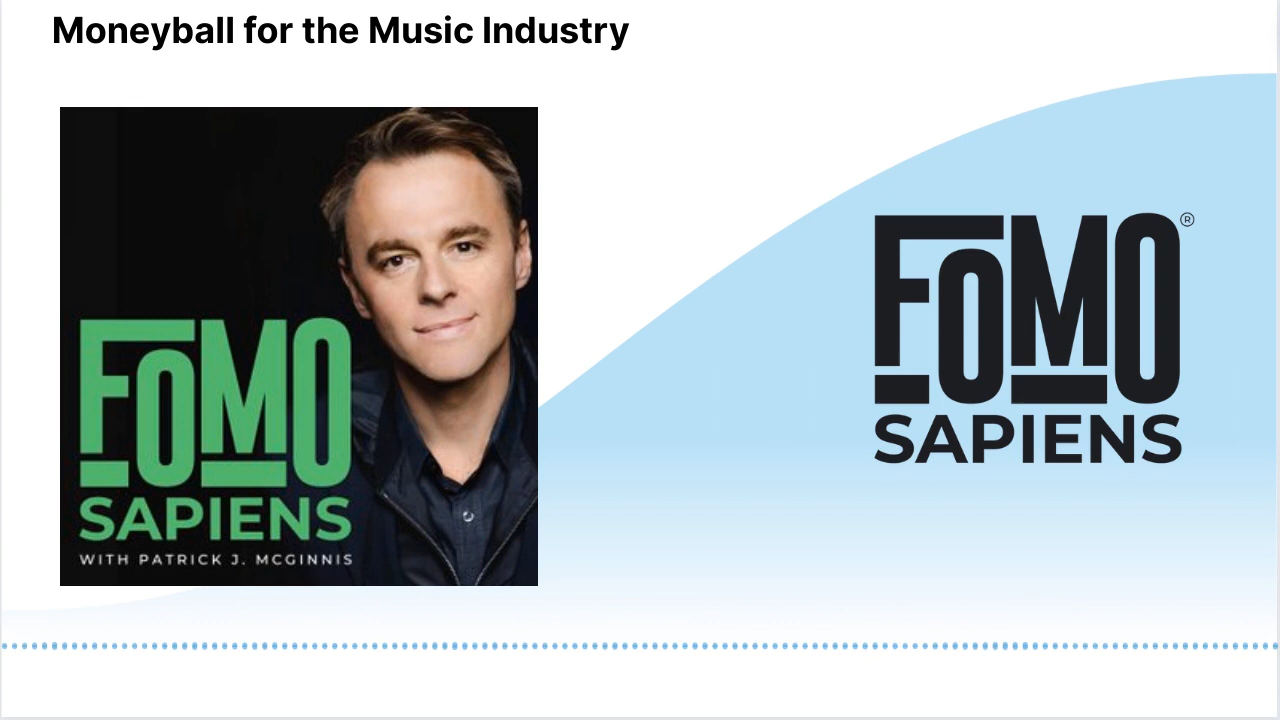 Moneyball for the Music Industry
FOMO
SAPIENS
WITH PATRICK J. MCGINNIS
FOMO®
SAPIENS